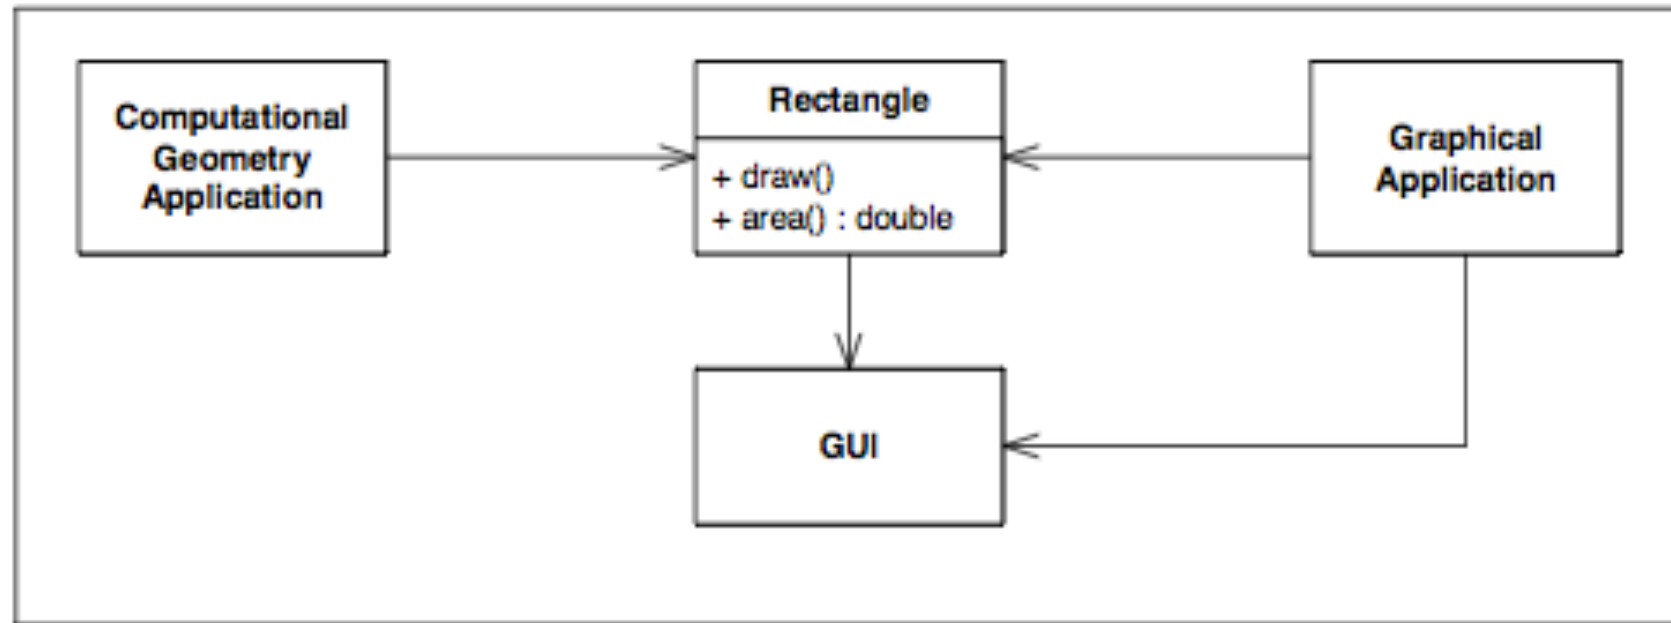 Computational
Geometry
Application
Rectangle
+ draw()
+ area() : double
Graphical
Application
GUI